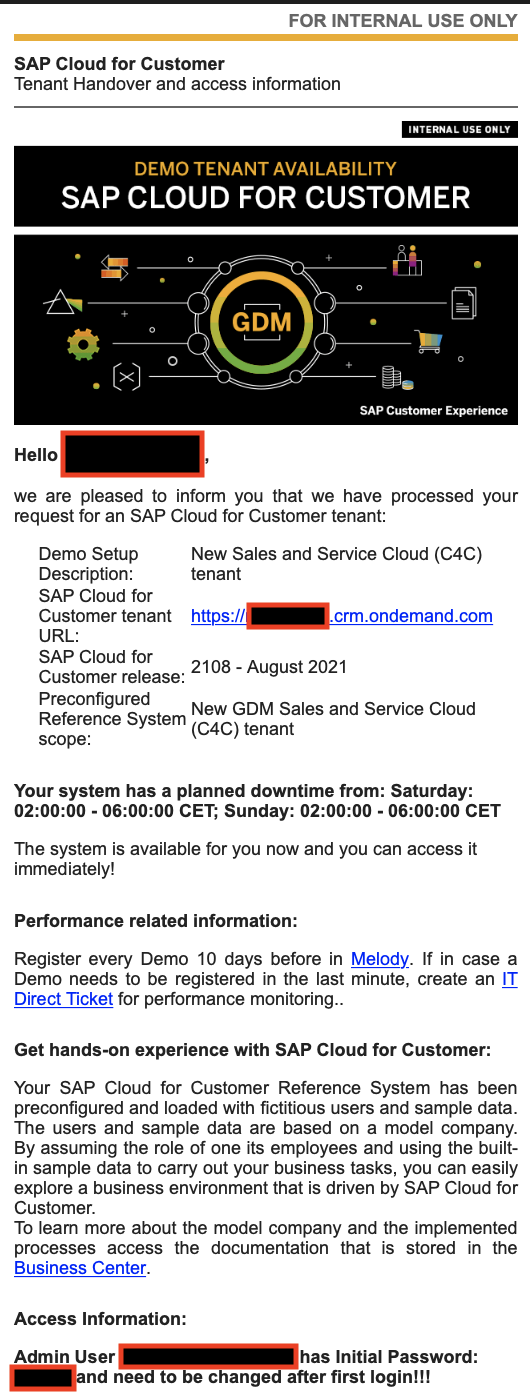 FOR INTERNAL USE ONLY
SAP Cloud for Customer
Tenant Handover and access information
INTERNAL USE ONLY
DEMO TENANT AVAILABILITY
SAP CLOUD FOR CUSTOMER
GDM
SAP Customer Experience
Hello ,
we are pleased to inform you that we have processed your
request for an SAP Cloud for Customer tenant:
Demo Setup
Description:
New Sales and Service Cloud (C4C)
tenant
SAP Cloud for
Customer tenant
URL:
https:// .crm.ondemand.com
SAP Cloud for
Customer release:
2108 - August 2021
Preconfigured
Reference System
scope:
New GDM Sales and Service Cloud
(C4C) tenant
Your system has a planned downtime from: Saturday:
02:00:00 - 06:00:00 CET; Sunday: 02:00:00 - 06:00:00 CET
The system is available for you now and you can access it
immediately!
Performance related information:
Register every Demo 10 days before in Melody. If in case a
Demo needs to be registered in the last minute, create an IT
Direct Ticket for performance monitoring..
Get hands-on experience with SAP Cloud for Customer:
Your SAP Cloud for Customer Reference System has been
preconfigured and loaded with fictitious users and sample data.
The users and sample data are based on a model company.
By assuming the role of one its employees and using the built-
in sample data to carry out your business tasks, you can easily
explore a business environment that is driven by SAP Cloud for
Customer.
To learn more about the model company and the implemented
processes access the documentation that is stored in the
Business Center.
Access Information:
Admin User has Initial Password:
and need to be changed after first login!!!